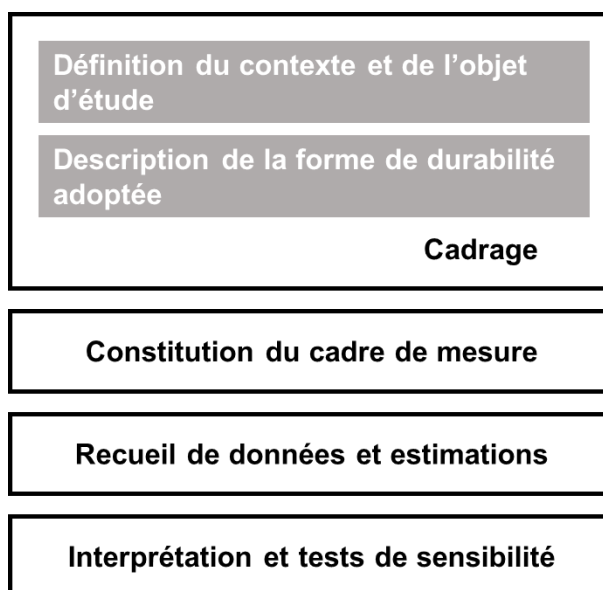 Définition du contexte et de l’objet
d’étude
Description de la forme de durabilité
adoptée
Cadrage
Constitution du cadre de mesure
Recueil de données et estimations
Interprétation et tests de sensibilité